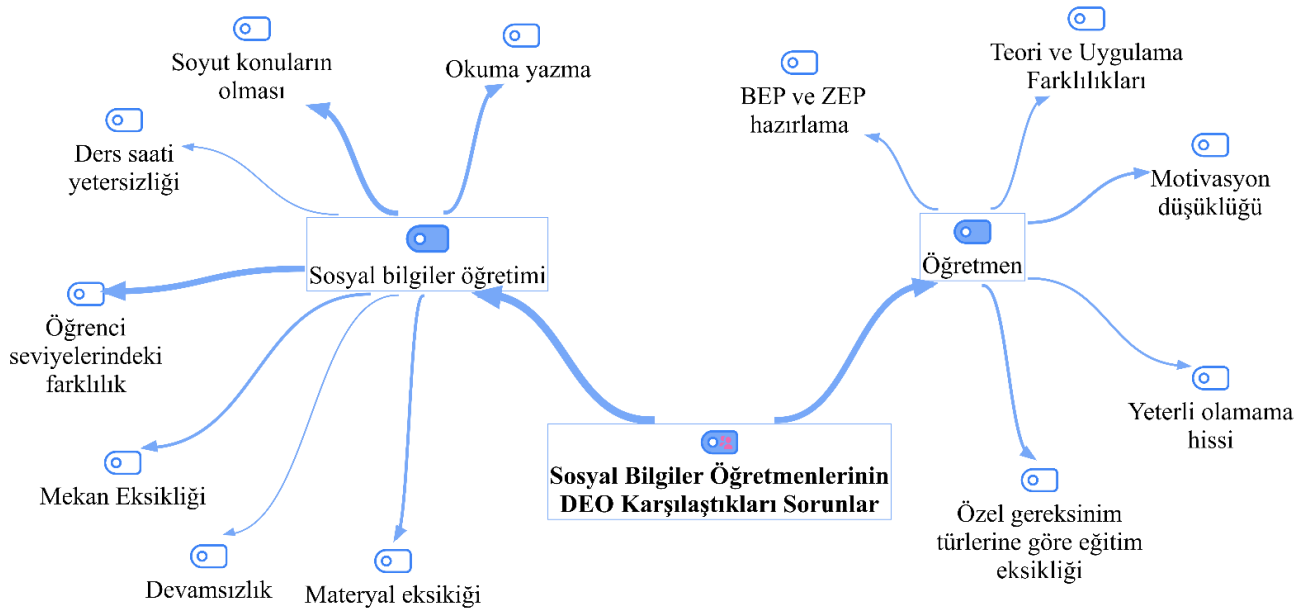 Soyut konuların
olması
Okuma yazma
Ders saati
yetersizliği
Sosyal bilgiler öğretimi
Öğrenci
seviyelerindeki
farklılık
Mekan Eksikliği
Devamsızlık
Materyal eksikiği
Sosyal Bilgiler Öğretmenlerinin
DEO Karşılaştıkları Sorunlar
BEP ve ZEP
hazırlama
Teori ve Uygulama
Farklılıkları
Motivasyon
düşüklüğü
Öğretmen
Yeterli olamama
hissi
Özel gereksinim
türlerine göre eğitim
eksikliği